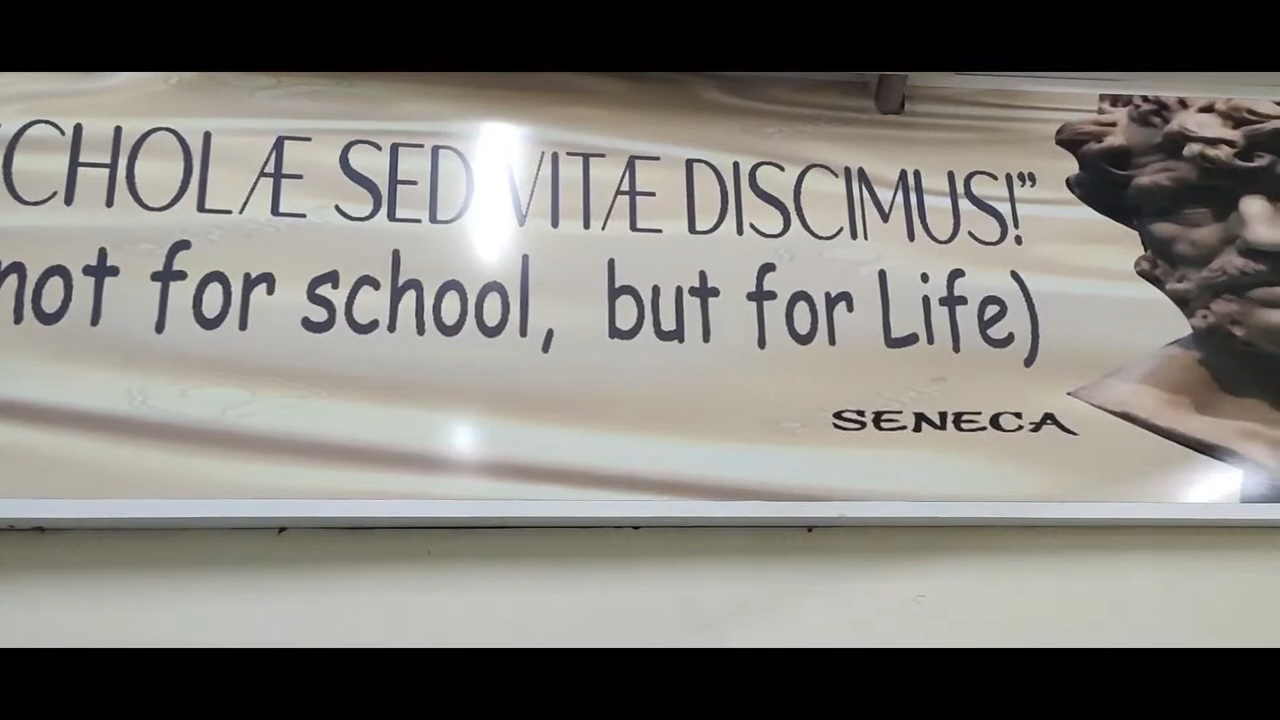 CHOLÆ SED VITÆ DISCIMUS!”
not for school, but for Life)
SENECA